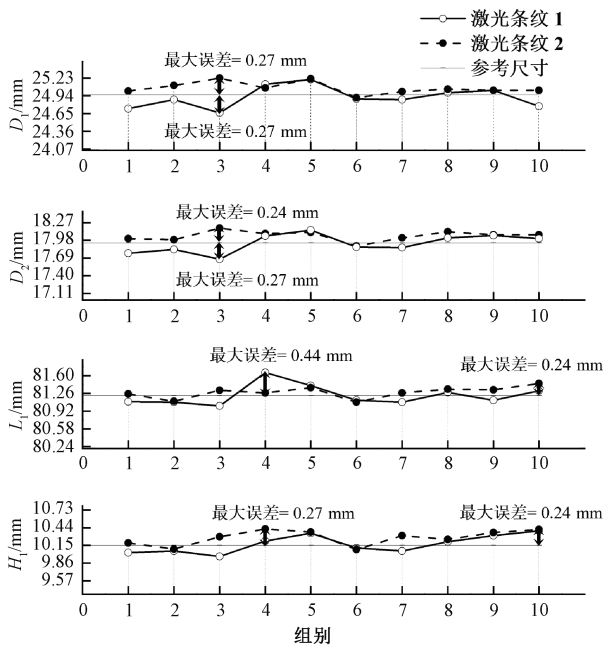 激光条纹 1
激光条纹 2
参考尺寸
最大误差= 0.27 mm
25.23
24.94
24.65
24.36
24.07
D1/mm
最大误差= 0.27 mm
0 1 2 3 4 5 6 7 8 9 10
最大误差= 0.24 mm
18.27
17.98
17.69
17.40
17.11
D2/mm
最大误差= 0.27 mm
0 1 2 3 4 5 6 7 8 9 10
最大误差= 0.44 mm
最大误差= 0.24 mm
81.60
81.26
80.92
80.58
80.24
L1/mm
0 1 2 3 4 5 6 7 8 9 10
最大误差= 0.27 mm
最大误差= 0.24 mm
10.73
10.44
10.15
9.86
9.57
H1/mm
0 1 2 3 4 5 6 7 8 9 10
组别